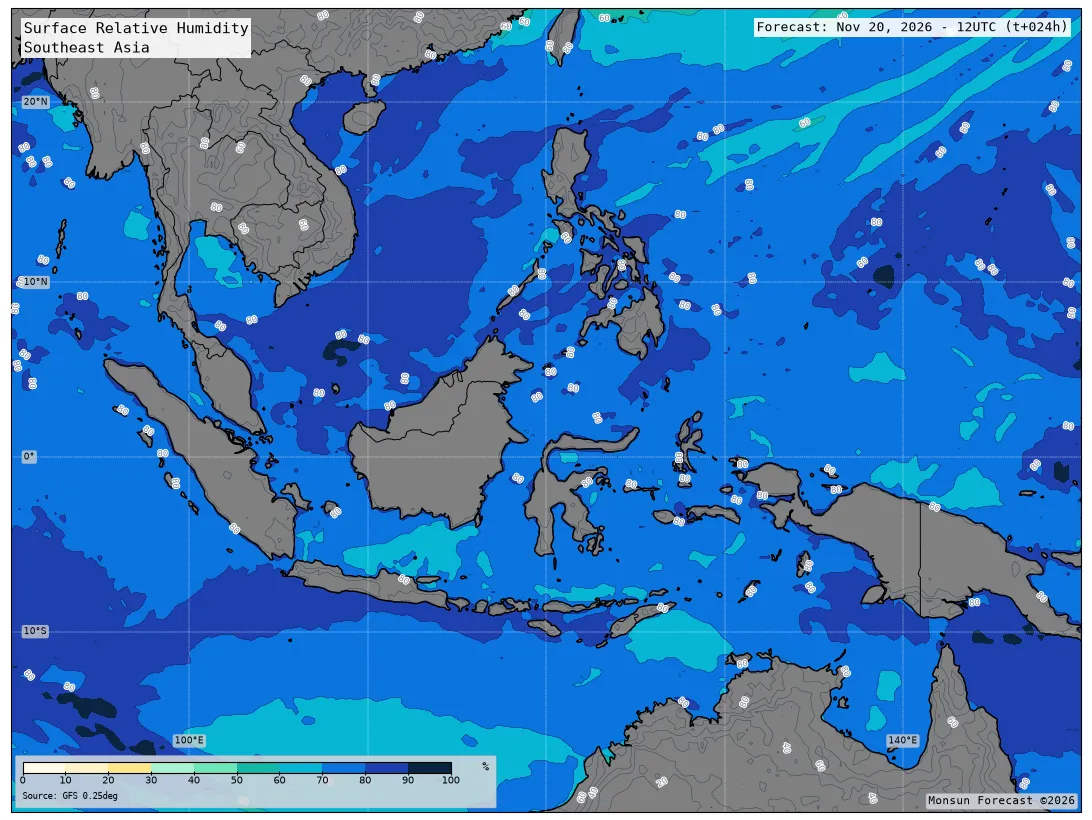 Surface Relative Humidity
Southeast Asia
Forecast: Nov 20, 2026 - 12UTC (t+024h)
20°N
10°N
0°
10°S
100°E
140°E
%
0 10 20 30 40 50 60 70 80 90 100
Source: GFS 0.25deg
Monsun Forecast ©2026